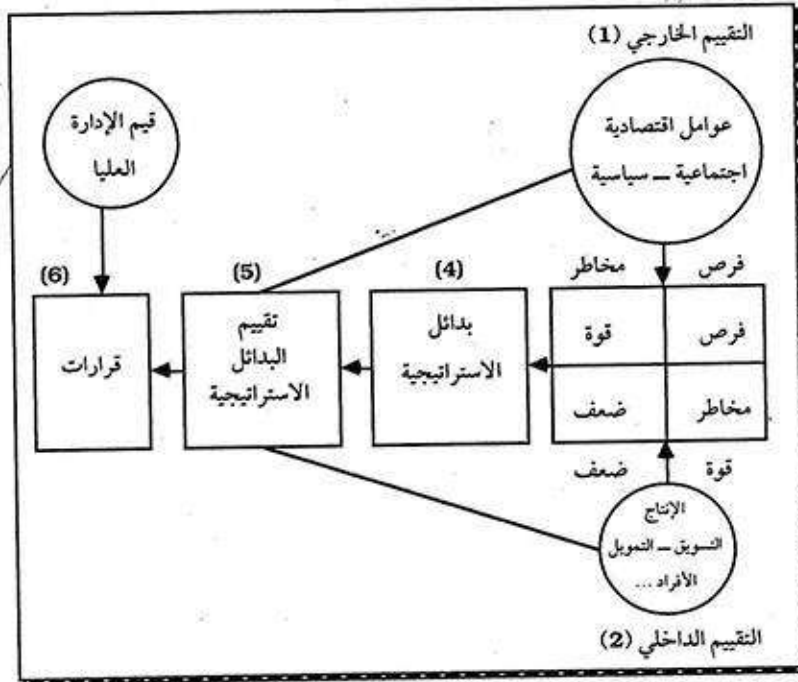 التقييم الخارجي (1)
عوامل اقتصادية
اجتماعية — سياسية
قيم الإدارة
العليا
فرص
مخاطر
(4)
(5)
(6)
فرص
قوة
مخاطر
ضعف
بدائل
الاستراتيجية
تقييم
البدائل
الاستراتيجية
قرارات
قوة
ضعف
الإنتاج
التسويق — التمويل
الأفراد ...
التقييم الداخلي (2)